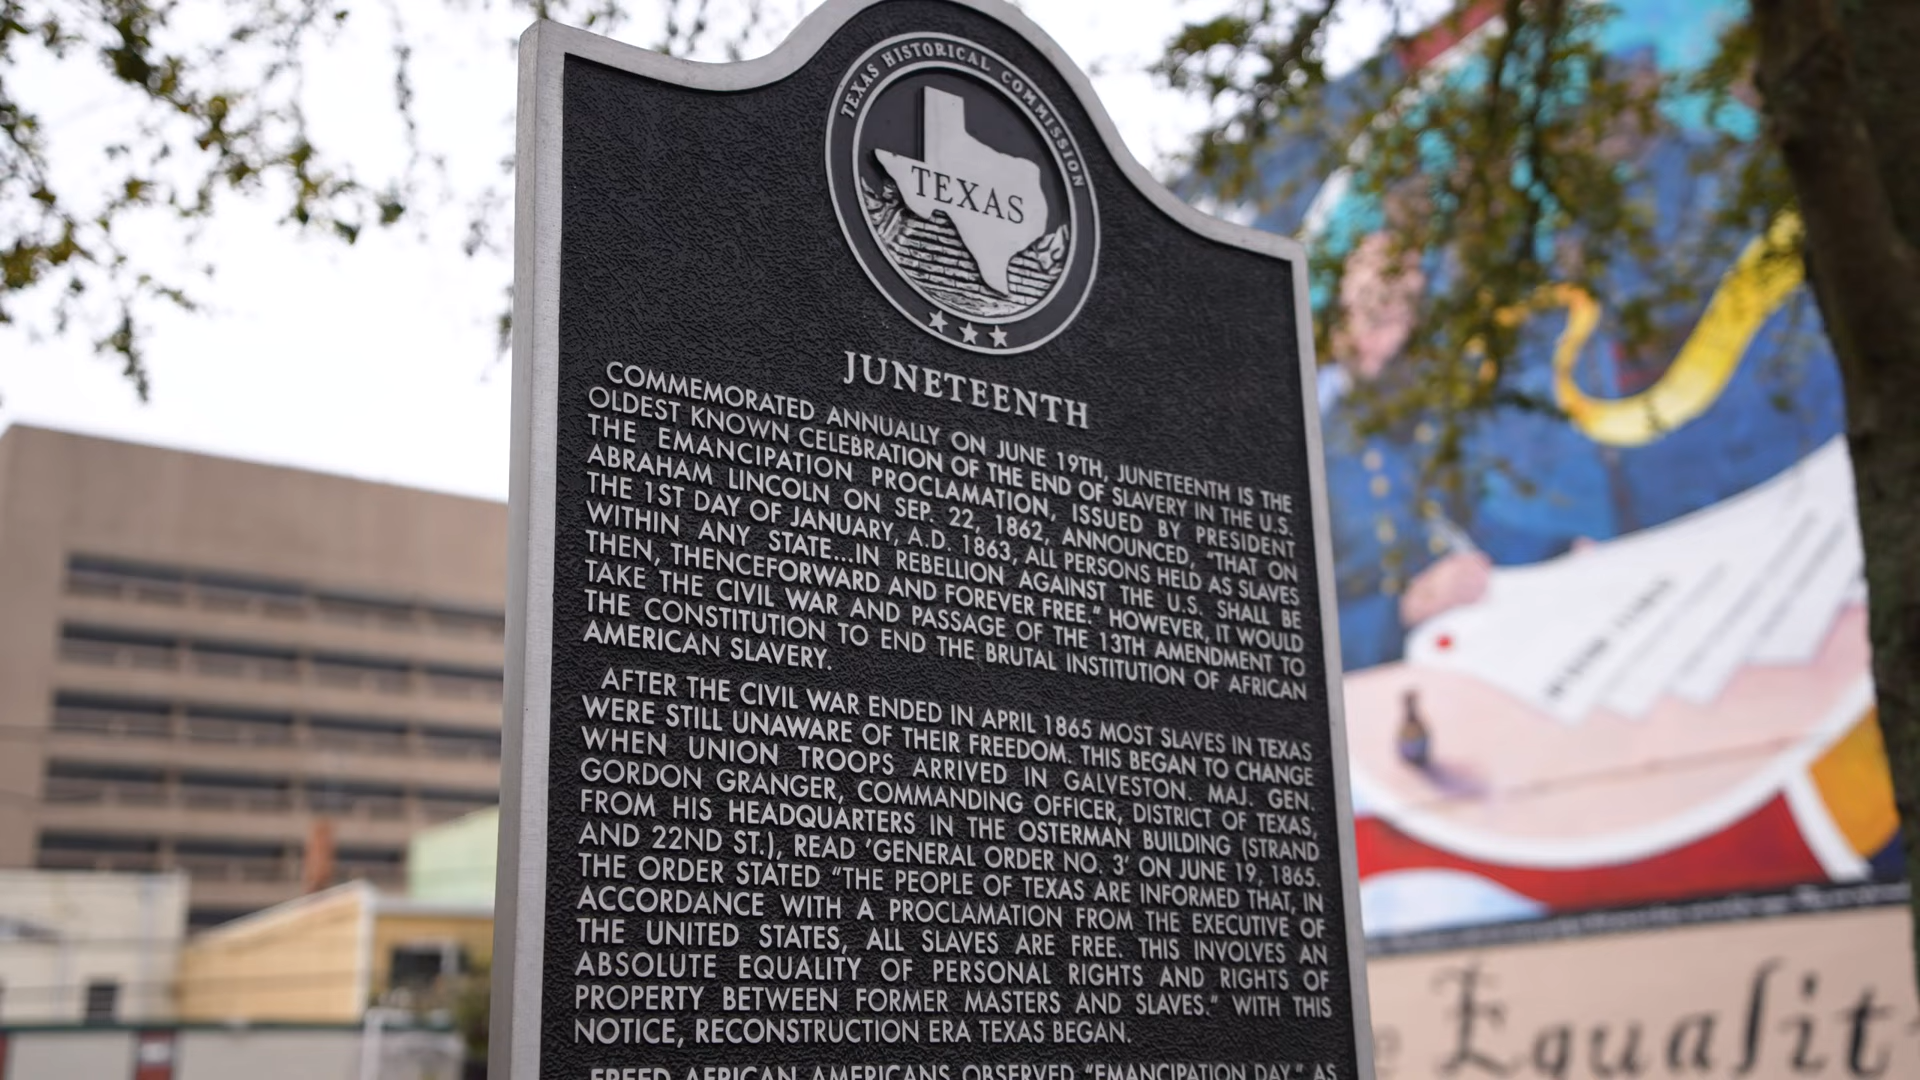 TEXAS HISTORICAL COMMISSION
TEXAS
JUNETEENTH
COMMEMORATED ANNUALLY ON JUNE 19TH, JUNETEENTH IS THE
OLDEST KNOWN CELEBRATION OF THE END OF SLAVERY IN THE U.S.
THE EMANCIPATION PROCLAMATION, ISSUED BY PRESIDENT
ABRAHAM LINCOLN ON SEP. 22, 1862, ANNOUNCED, "THAT ON
THE 1ST DAY OF JANUARY, A.D. 1863, ALL PERSONS HELD AS SLAVES
WITHIN ANY STATE...IN REBELLION AGAINST THE U.S. SHALL BE
THEN, THENCEFORWARD AND FOREVER FREE." HOWEVER, IT WOULD
TAKE THE CIVIL WAR AND PASSAGE OF THE 13TH AMENDMENT TO
THE CONSTITUTION TO END THE BRUTAL INSTITUTION OF AFRICAN
AMERICAN SLAVERY.
AFTER THE CIVIL WAR ENDED IN APRIL 1865 MOST SLAVES IN TEXAS
WERE STILL UNAWARE OF THEIR FREEDOM. THIS BEGAN TO CHANGE
WHEN UNION TROOPS ARRIVED IN GALVESTON. MAJ. GEN.
GORDON GRANGER, COMMANDING OFFICER, DISTRICT OF TEXAS,
FROM HIS HEADQUARTERS IN THE OSTERMAN BUILDING (STRAND
AND 22ND ST.), READ 'GENERAL ORDER NO. 3' ON JUNE 19, 1865.
THE ORDER STATED "THE PEOPLE OF TEXAS ARE INFORMED THAT, IN
ACCORDANCE WITH A PROCLAMATION FROM THE EXECUTIVE OF
THE UNITED STATES, ALL SLAVES ARE FREE. THIS INVOLVES AN
ABSOLUTE EQUALITY OF PERSONAL RIGHTS AND RIGHTS OF
PROPERTY BETWEEN FORMER MASTERS AND SLAVES." WITH THIS
NOTICE, RECONSTRUCTION ERA TEXAS BEGAN.
FREED AFRICAN AMERICANS OBSERVED "EMANCIPATION DAY," AS
Equalit